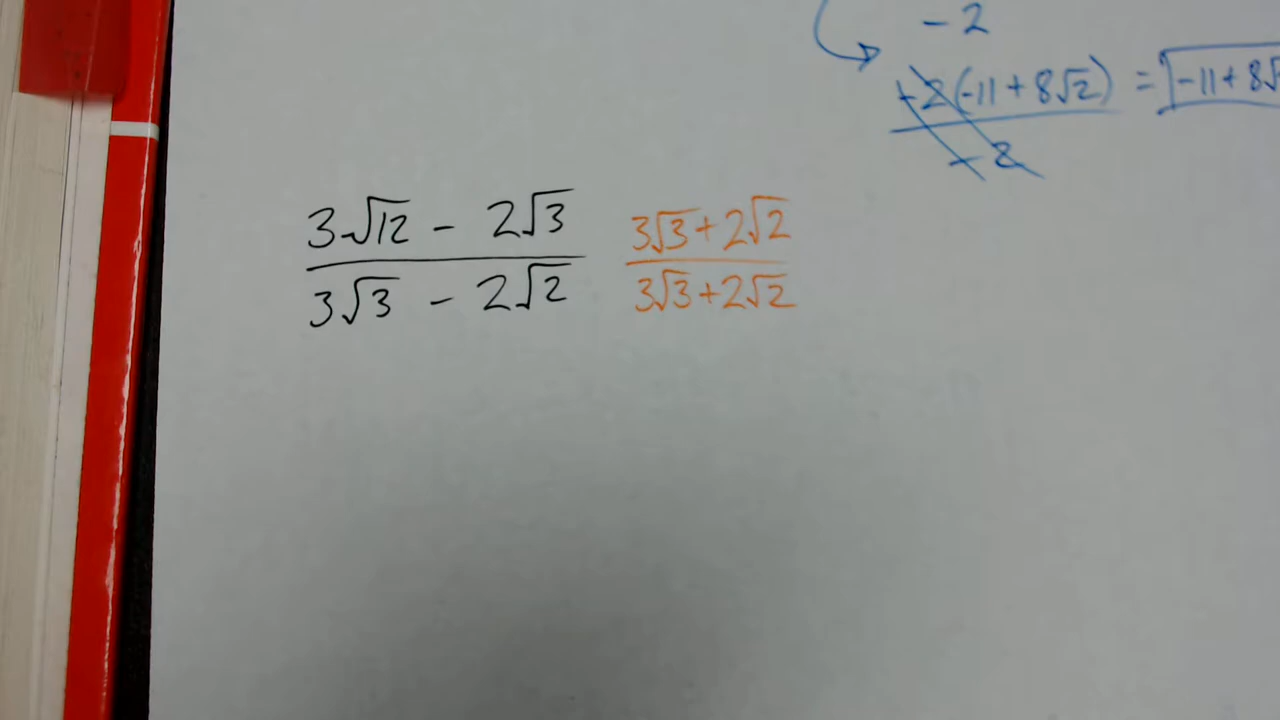 -2
-2(-11+8√2) = -11+8√
-2
3√12 - 2√3 3√3+2√2
3√3 - 2√2 3√3+2√2